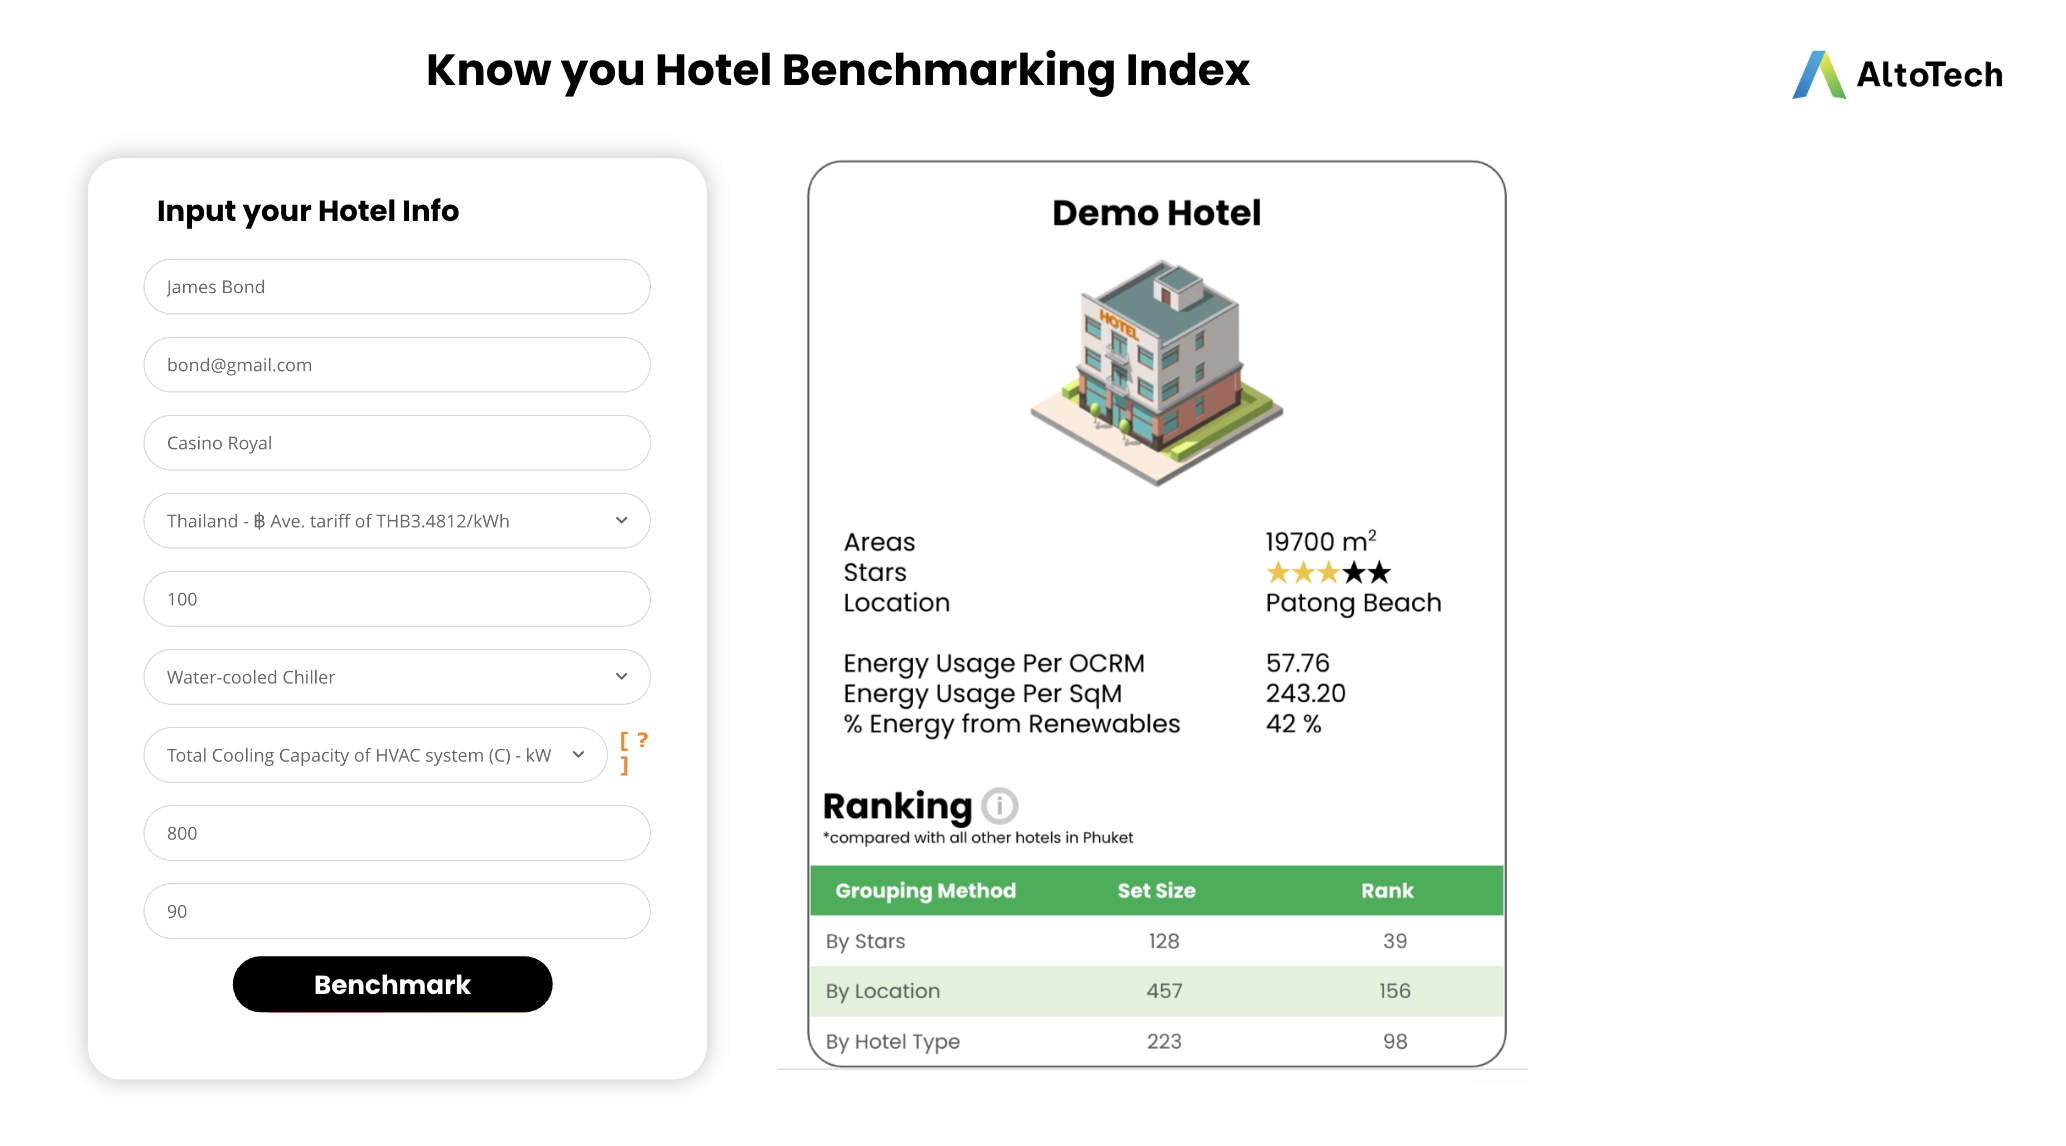 Know you Hotel Benchmarking Index
AltoTech
Input your Hotel Info
James Bond
bond@gmail.com
Casino Royal
Thailand - ฿ Ave. tariff of THB3.4812/kWh
100
Water-cooled Chiller
Total Cooling Capacity of HVAC system (C) - kW
[ ? ]
800
90
Benchmark
Demo Hotel
HOTEL
Areas 19700 m²
Stars ★★★★★
Location Patong Beach
Energy Usage Per OCRM 57.76
Energy Usage Per SqM 243.20
% Energy from Renewables 42 %
Ranking i
*compared with all other hotels in Phuket
Grouping Method Set Size Rank
By Stars 128 39
By Location 457 156
By Hotel Type 223 98